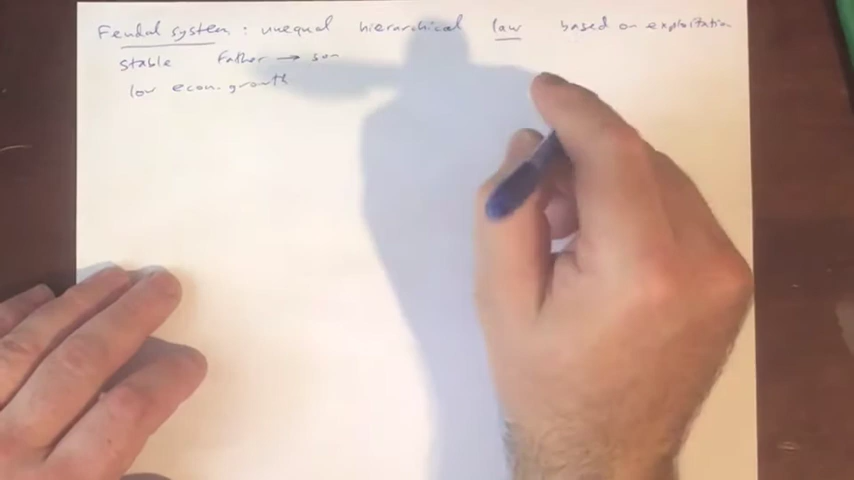 Feudal system : unequal hierarchical law based on exploitation
stable Father → son
low econ. growth